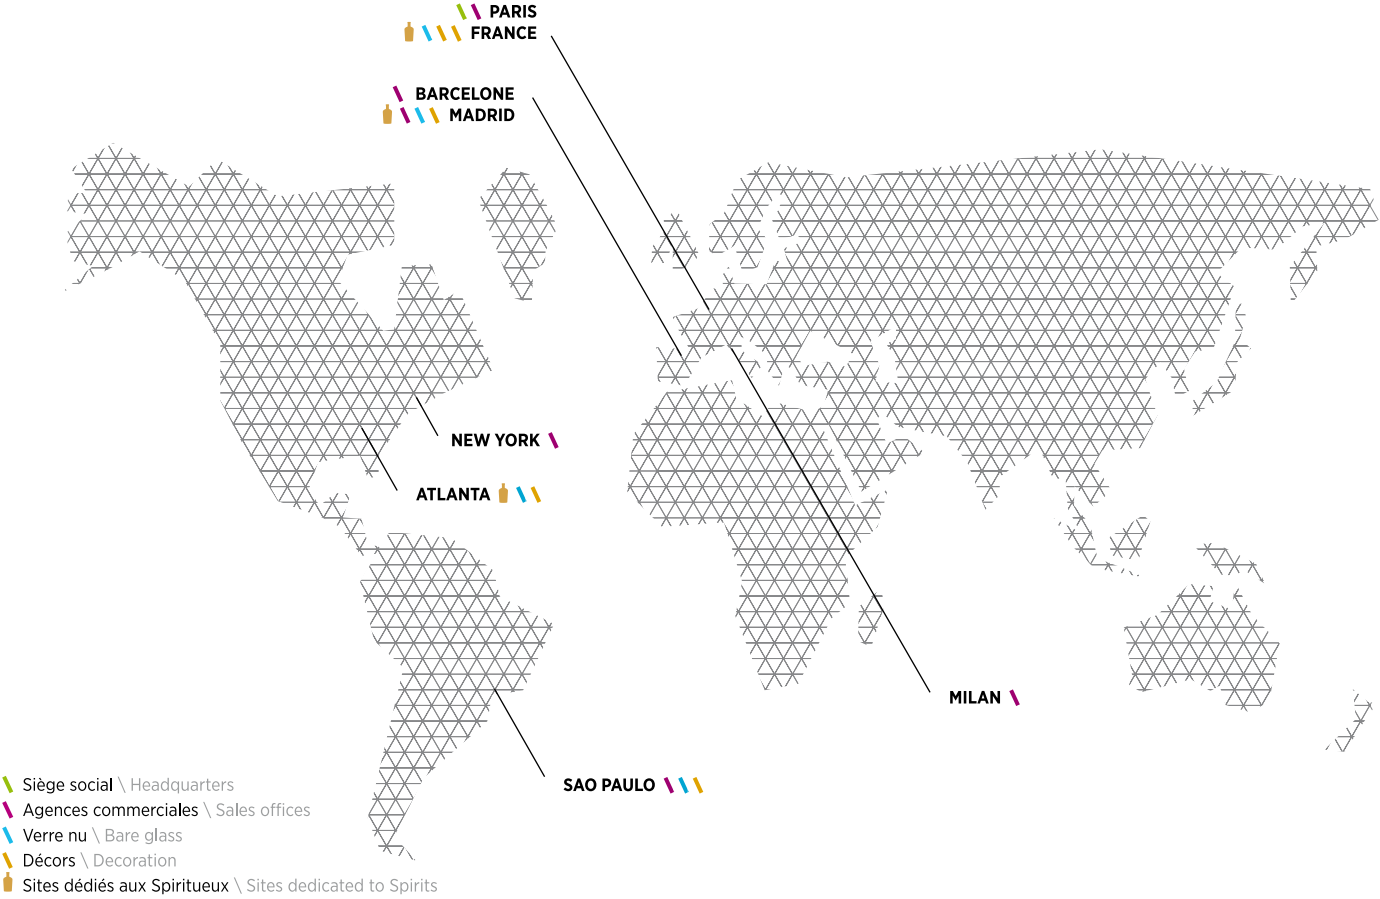 PARIS
FRANCE
BARCELONE
MADRID
NEW YORK
ATLANTA
MILAN
SAO PAULO
Siège social \ Headquarters
Agences commerciales \ Sales offices
Verre nu \ Bare glass
Décors \ Decoration
Sites dédiés aux Spiritueux \ Sites dedicated to Spirits